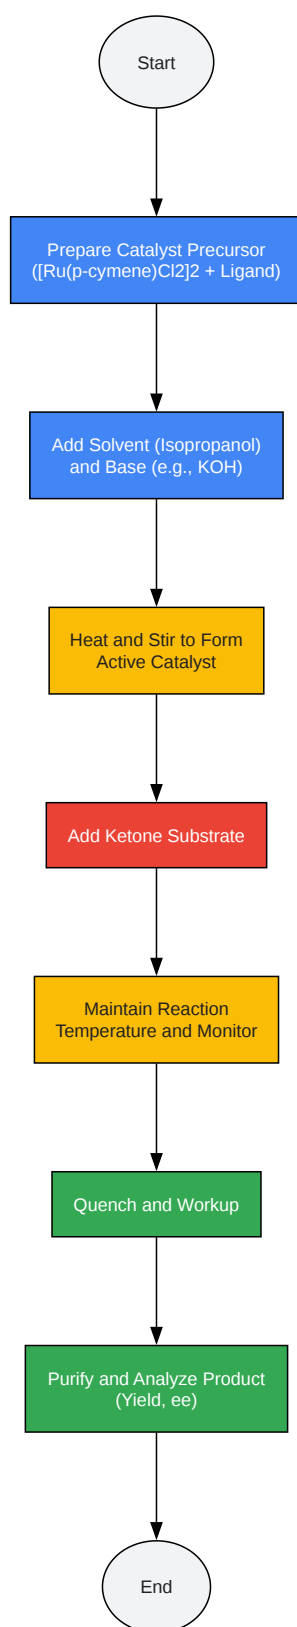 Start
Prepare Catalyst Precursor
([Ru(p-cymene)Cl2]2 + Ligand)
Add Solvent (Isopropanol)
and Base (e.g., KOH)
Heat and Stir to Form
Active Catalyst
Add Ketone Substrate
Maintain Reaction
Temperature and Monitor
Quench and Workup
Purify and Analyze Product
(Yield, ee)
End